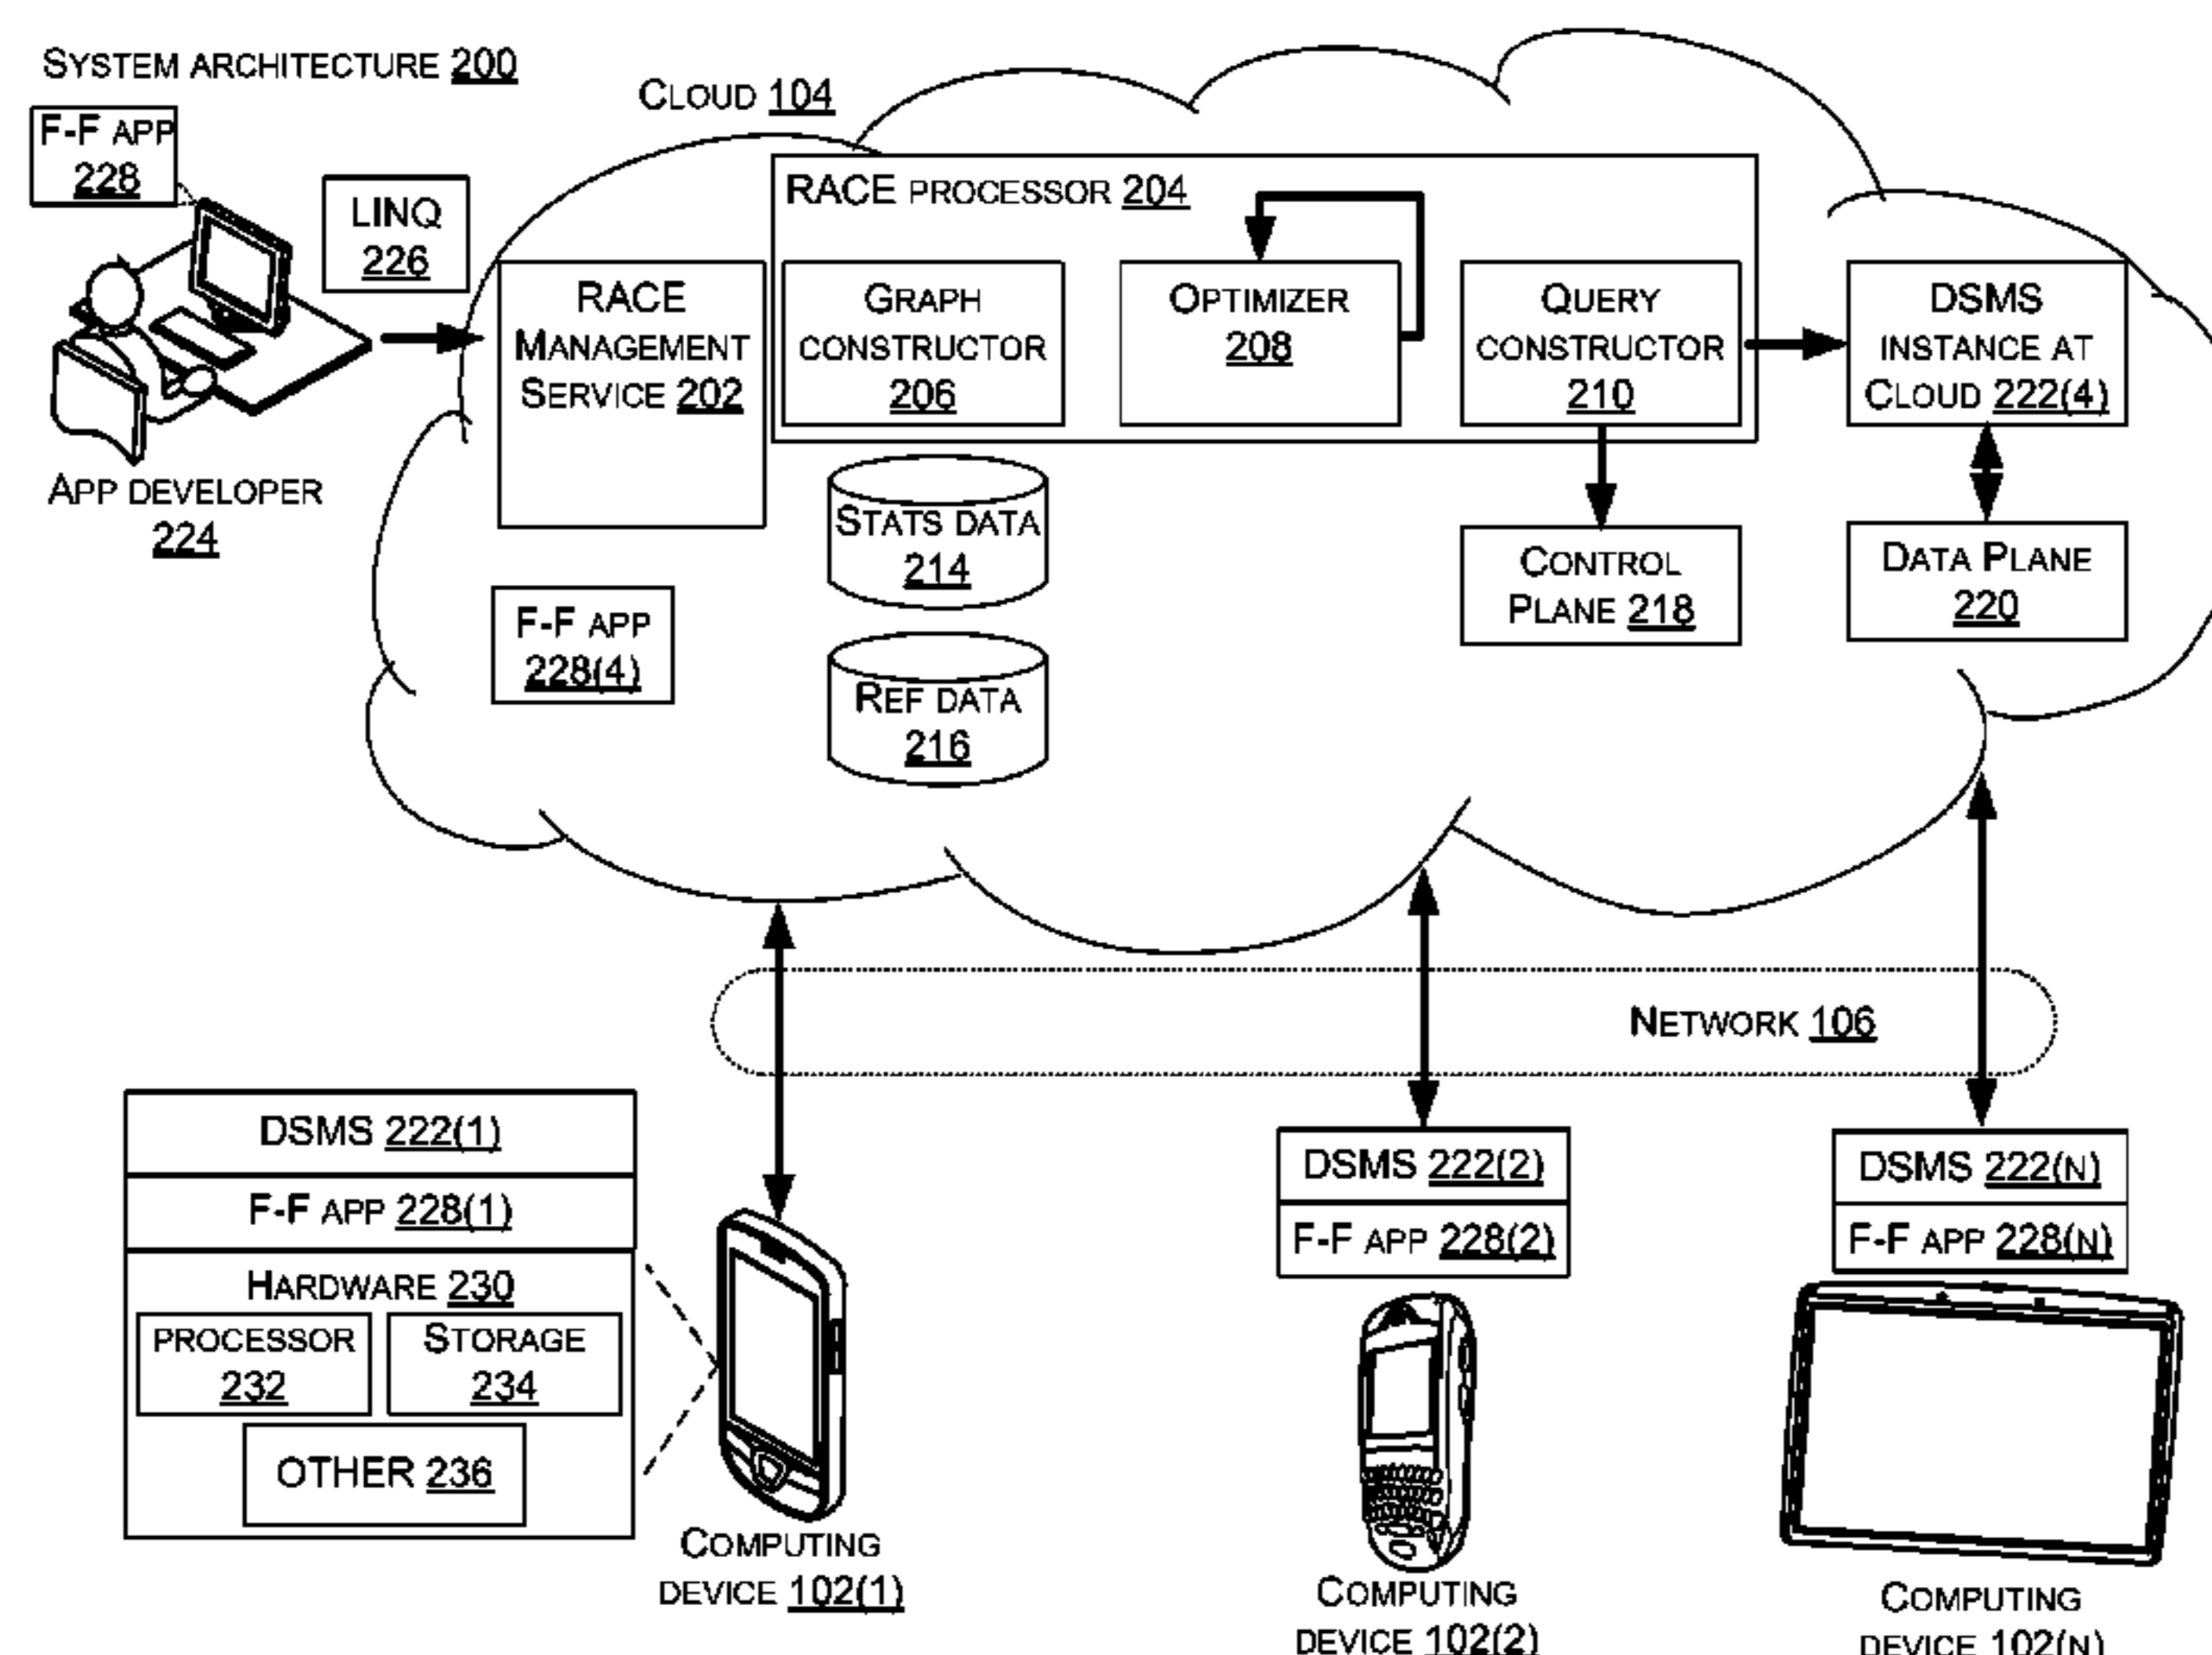 SYSTEM ARCHITECTURE 200
F-F APP
228
LINQ
226
APP DEVELOPER
224
CLOUD 104
RACE PROCESSOR 204
RACE
MANAGEMENT
SERVICE 202
GRAPH
CONSTRUCTOR
206
OPTIMIZER
208
QUERY
CONSTRUCTOR
210
DSMS
INSTANCE AT
CLOUD 222(4)
STATS DATA
214
CONTROL
PLANE 218
DATA PLANE
220
F-F APP
228(4)
REF DATA
216
NETWORK 106
DSMS 222(1)
F-F APP 228(1)
HARDWARE 230
PROCESSOR
232
STORAGE
234
OTHER 236
COMPUTING
DEVICE 102(1)
DSMS 222(2)
F-F APP 228(2)
COMPUTING
DEVICE 102(2)
DSMS 222(N)
F-F APP 228(N)
COMPUTING
DEVICE 102(N)